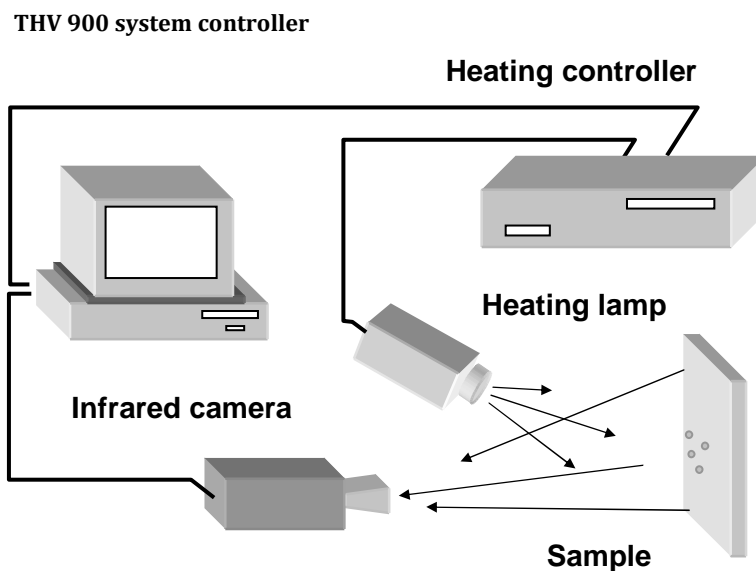 THV 900 system controller
Heating controller
Heating lamp
Infrared camera
Sample